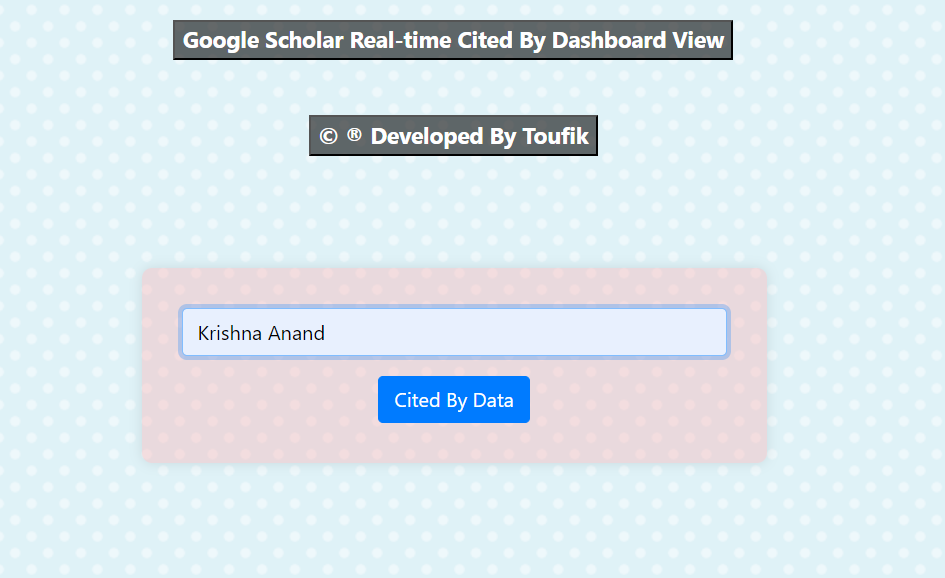 Google Scholar Real-time Cited By Dashboard View
© ® Developed By Toufik
Krishna Anand
Cited By Data